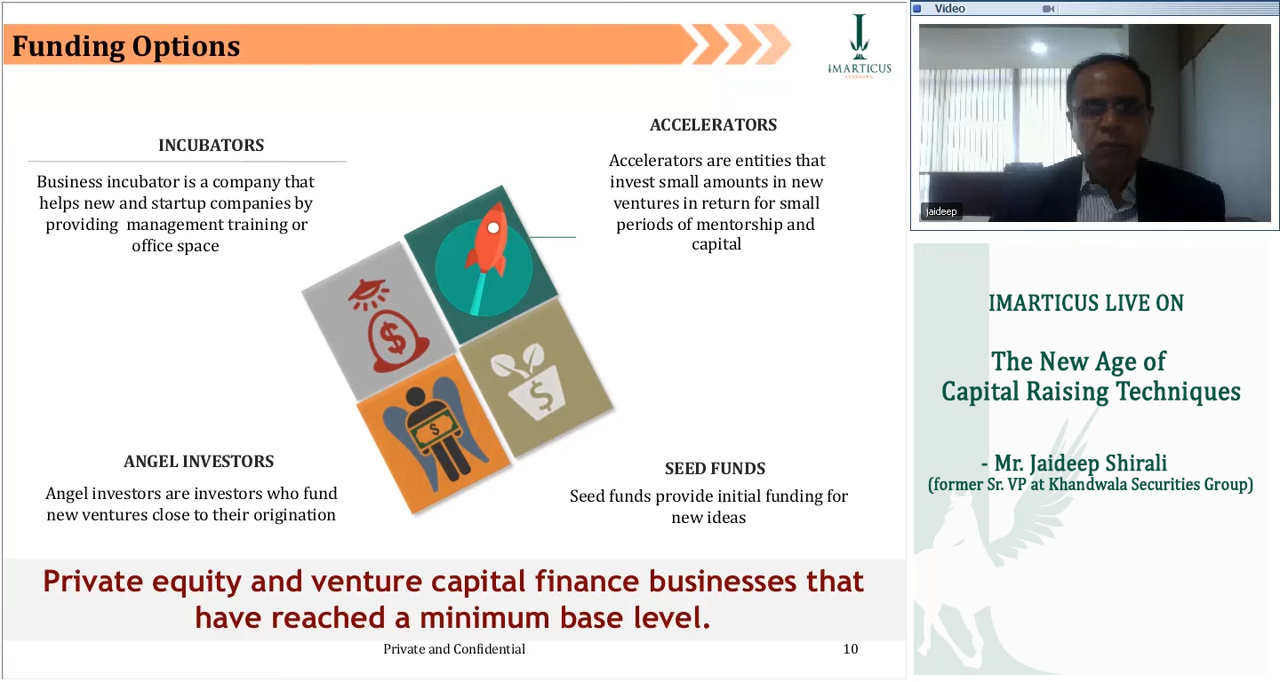 Funding Options
IMARTICUS
LEARNING
INCUBATORS
Business incubator is a company that
helps new and startup companies by
providing management training or
office space
ACCELERATORS
Accelerators are entities that
invest small amounts in new
ventures in return for small
periods of mentorship and
capital
$
$
$
ANGEL INVESTORS
Angel investors are investors who fund
new ventures close to their origination
SEED FUNDS
Seed funds provide initial funding for
new ideas
Private equity and venture capital finance businesses that
have reached a minimum base level.
Private and Confidential
10
Video
jaideep
IMARTICUS LIVE ON
The New Age of
Capital Raising Techniques
- Mr. Jaideep Shirali
(former Sr. VP at Khandwala Securities Group)